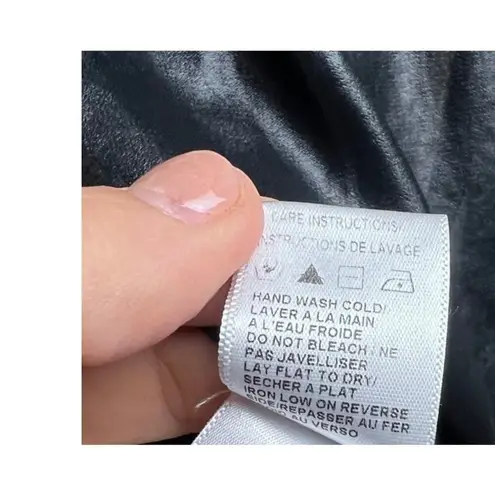 CARE INSTRUCTIONS/
INSTRUCTIONS DE LAVAGE
HAND WASH COLD/
LAVER A LA MAIN
A L'EAU FROIDE
DO NOT BLEACH / NE
PAS JAVELLISER
LAY FLAT TO DRY/
SECHER A PLAT
IRON LOW ON REVERSE
SIDE/REPASSER AU FER
AU VERSO